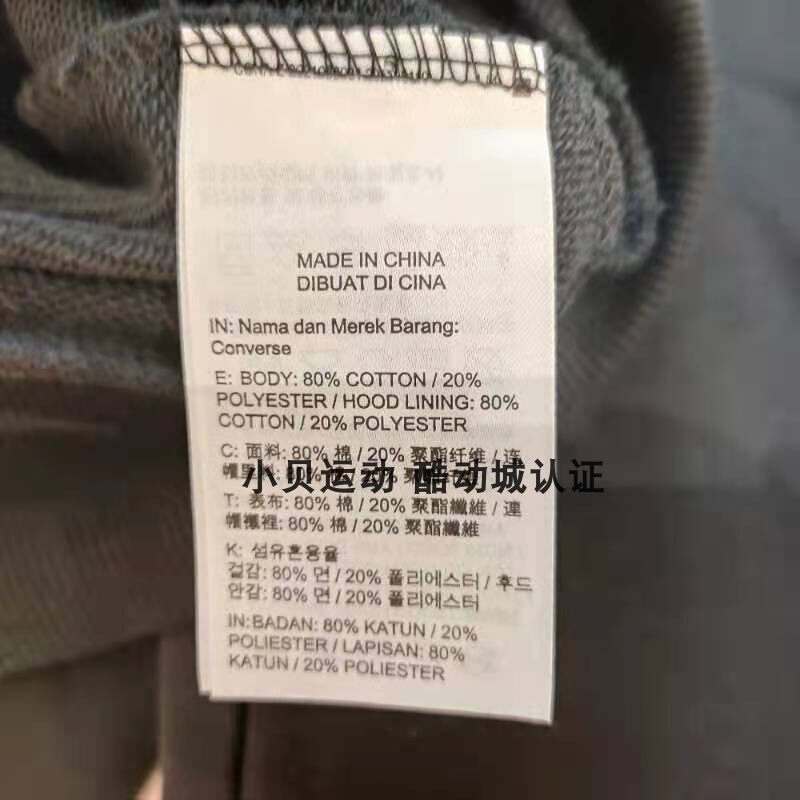 MADE IN CHINA
DIBUAT DI CINA
IN: Nama dan Merek Barang:
Converse
E: BODY: 80% COTTON / 20%
POLYESTER / HOOD LINING: 80%
COTTON / 20% POLYESTER
C: 面料: 80% 棉 / 20% 聚酯纤维 / 连
帽里料: 80%
小贝运动 酷动城认证
T: 表布: 80% 棉 / 20% 聚酯纖維 / 連
帽襯裡: 80% 棉 / 20% 聚酯纖維
K: 섬유혼용율
겉감: 80% 면 / 20% 폴리에스터 / 후드
안감: 80% 면 / 20% 폴리에스터
IN:BADAN: 80% KATUN / 20%
POLIESTER / LAPISAN: 80%
KATUN / 20% POLIESTER